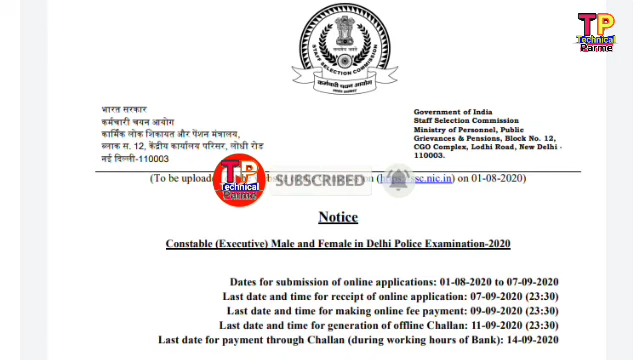 TP
Technical
Parme
STAFF SELECTION COMMISSION
कर्मचारी चयन आयोग
भारत सरकार
कर्मचारी चयन आयोग
कार्मिक लोक शिकायत और पेंशन मंत्रालय,
ब्लाक स. 12, केंद्रीय कार्यालय परिसर, लोधी रोड
नई दिल्ली-110003
Government of India
Staff Selection Commission
Ministry of Personnel, Public
Grievances & Pensions, Block No. 12,
CGO Complex, Lodhi Road, New Delhi -
110003.
(To be on 01-08-2020)
TP
Technical
Parme
SUBSCRIBED
Notice
Constable (Executive) Male and Female in Delhi Police Examination-2020
Dates for submission of online applications: 01-08-2020 to 07-09-2020
Last date and time for receipt of online application: 07-09-2020 (23:30)
Last date and time for making online fee payment: 09-09-2020 (23:30)
Last date and time for generation of offline Challan: 11-09-2020 (23:30)
Last date for payment through Challan (during working hours of Bank): 14-09-2020